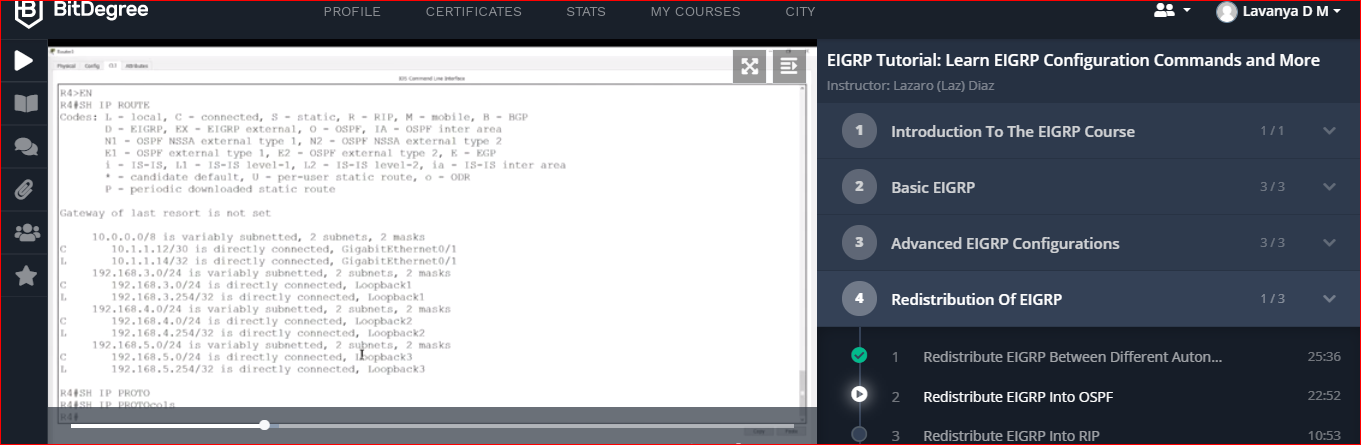 BitDegree
PROFILE
CERTIFICATES
STATS
MY COURSES
CITY
Lavanya D M
Router3
Physical Config CLI Attributes
IOS Command Line Interface
R4>EN
R4#SH IP ROUTE
Codes: L - local, C - connected, S - static, R - RIP, M - mobile, B - BGP
D - EIGRP, EX - EIGRP external, O - OSPF, IA - OSPF inter area
N1 - OSPF NSSA external type 1, N2 - OSPF NSSA external type 2
E1 - OSPF external type 1, E2 - OSPF external type 2, E - EGP
i - IS-IS, L1 - IS-IS level-1, L2 - IS-IS level-2, ia - IS-IS inter area
* - candidate default, U - per-user static route, o - ODR
P - periodic downloaded static route
Gateway of last resort is not set
10.0.0.0/8 is variably subnetted, 2 subnets, 2 masks
C 10.1.1.12/30 is directly connected, GigabitEthernet0/1
L 10.1.1.14/32 is directly connected, GigabitEthernet0/1
192.168.3.0/24 is variably subnetted, 2 subnets, 2 masks
C 192.168.3.0/24 is directly connected, Loopback1
L 192.168.3.254/32 is directly connected, Loopback1
192.168.4.0/24 is variably subnetted, 2 subnets, 2 masks
C 192.168.4.0/24 is directly connected, Loopback2
L 192.168.4.254/32 is directly connected, Loopback2
192.168.5.0/24 is variably subnetted, 2 subnets, 2 masks
C 192.168.5.0/24 is directly connected, Loopback3
L 192.168.5.254/32 is directly connected, Loopback3
R4#SH IP PROTO
R4#SH IP PROTOcols
R4#
Copy Paste
EIGRP Tutorial: Learn EIGRP Configuration Commands and More
Instructor: Lazaro (Laz) Diaz
1 Introduction To The EIGRP Course 1 / 1
2 Basic EIGRP 3 / 3
3 Advanced EIGRP Configurations 3 / 3
4 Redistribution Of EIGRP 1 / 3
1 Redistribute EIGRP Between Different Auton... 25:36
2 Redistribute EIGRP Into OSPF 22:52
3 Redistribute EIGRP Into RIP 10:53